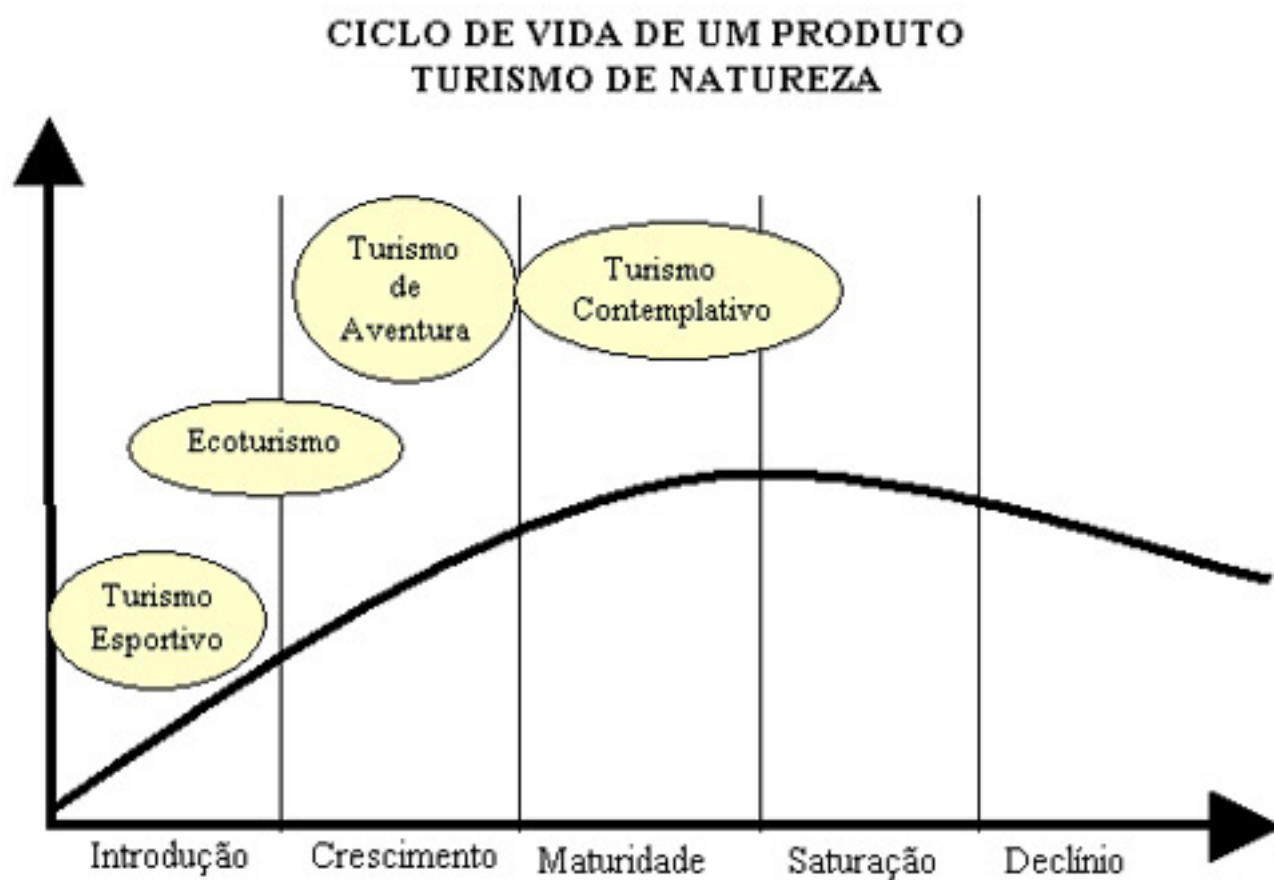 CICLO DE VIDA DE UM PRODUTO
TURISMO DE NATUREZA
Turismo
de
Aventura
Turismo
Contemplativo
Ecoturismo
Turismo
Esportivo
Introdução
Crescimento
Maturidade
Saturação
Declínio